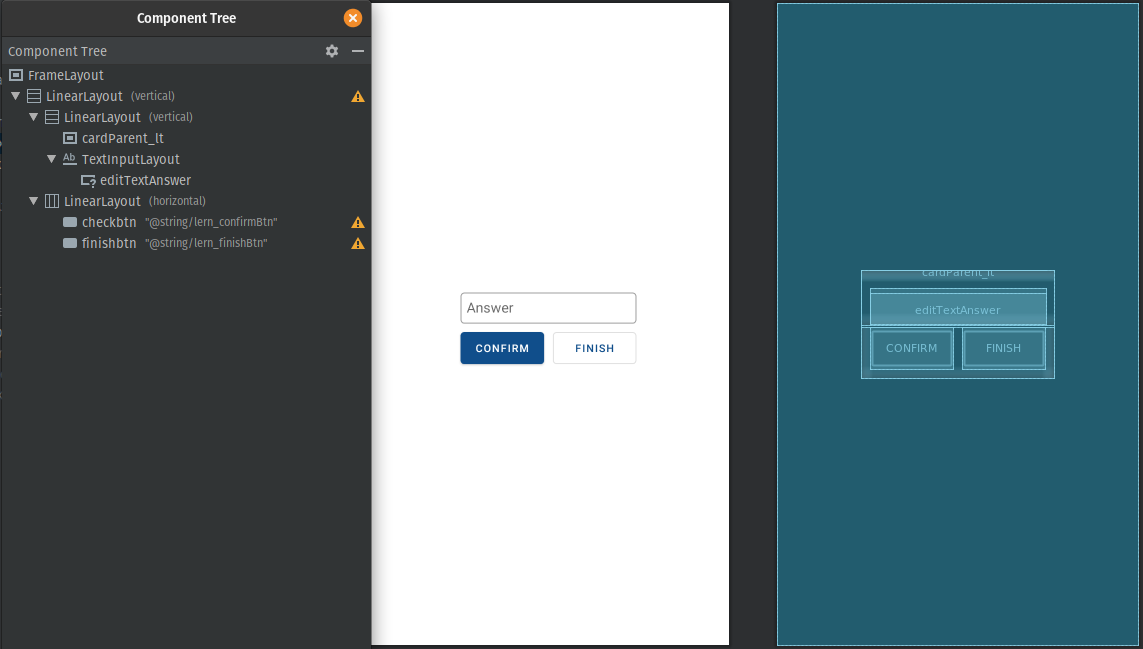 Component Tree
Component Tree
FrameLayout
LinearLayout (vertical)
LinearLayout (vertical)
cardParent_lt
Ab TextInputLayout
editTextAnswer
LinearLayout (horizontal)
checkbtn "@string/lern_confirmBtn"
finishbtn "@string/lern_finishBtn"
Answer
CONFIRM FINISH
cardParent_lt
editTextAnswer
CONFIRM FINISH